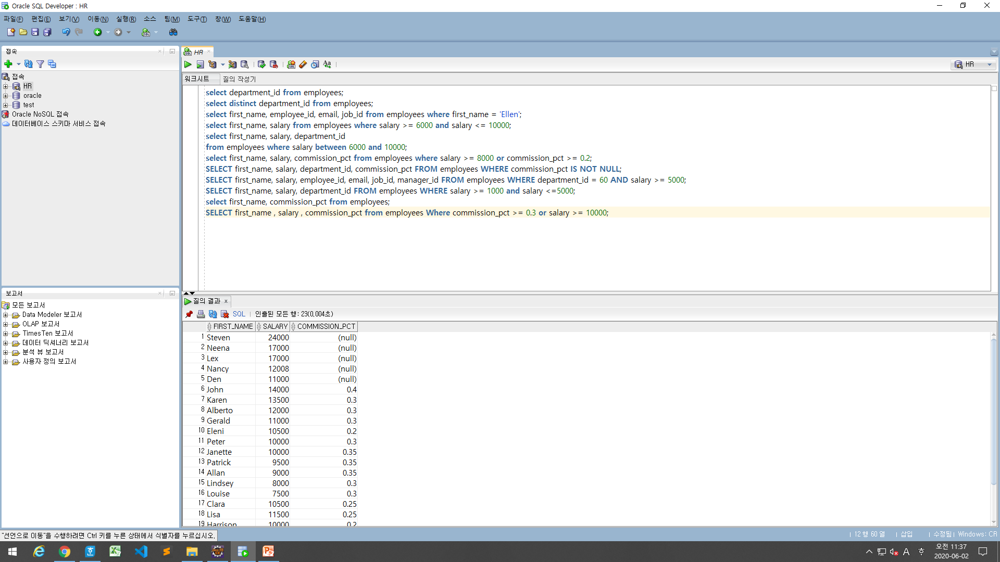 Oracle SQL Developer : HR
파일(F) 편집(E) 보기(V) 이동(N) 실행(R) 소스 팀(M) 도구(T) 창(W) 도움말(H)
접속
접속
HR
oracle
test
Oracle NoSQL 접속
데이터베이스 스키마 서비스 접속
보고서
모든 보고서
Data Modeler 보고서
OLAP 보고서
TimesTen 보고서
데이터 딕셔너리 보고서
분석 뷰 보고서
사용자 정의 보고서
HR
HR
워크시트 질의 작성기
select department_id from employees;
select distinct department_id from employees;
select first_name, employee_id, email, job_id from employees where first_name = 'Ellen';
select first_name, salary from employees where salary >= 6000 and salary <= 10000;
select first_name, salary, department_id
from employees where salary between 6000 and 10000;
select first_name, salary, commission_pct from employees where salary >= 8000 or commission_pct >= 0.2;
SELECT first_name, salary, department_id, commission_pct FROM employees WHERE commission_pct IS NOT NULL;
SELECT first_name, salary, employee_id, email, job_id, manager_id FROM employees WHERE department_id = 60 AND salary >= 5000;
SELECT first_name, salary, department_id FROM employees WHERE salary >= 1000 and salary <=5000;
select first_name, commission_pct from employees;
SELECT first_name , salary , commission_pct from employees Where commission_pct >= 0.3 or salary >= 10000;
질의 결과
SQL 인출된 모든 행: 23(0,004초)
FIRST_NAME SALARY COMMISSION_PCT
1 Steven 24000 (null)
2 Neena 17000 (null)
3 Lex 17000 (null)
4 Nancy 12008 (null)
5 Den 11000 (null)
6 John 14000 0.4
7 Karen 13500 0.3
8 Alberto 12000 0.3
9 Gerald 11000 0.3
10 Eleni 10500 0.2
11 Peter 10000 0.3
12 Janette 10000 0.35
13 Patrick 9500 0.35
14 Allan 9000 0.35
15 Lindsey 8000 0.3
16 Louise 7500 0.3
17 Clara 10500 0.25
18 Lisa 11500 0.25
19 Harrison 10000 0.2
"선언으로 이동"을 수행하려면 Ctrl 키를 누른 상태에서 식별자를 누르십시오.
12 행 60 열 삽입 수정됨 Windows: CR
A 호 오전 11:37
2020-06-02